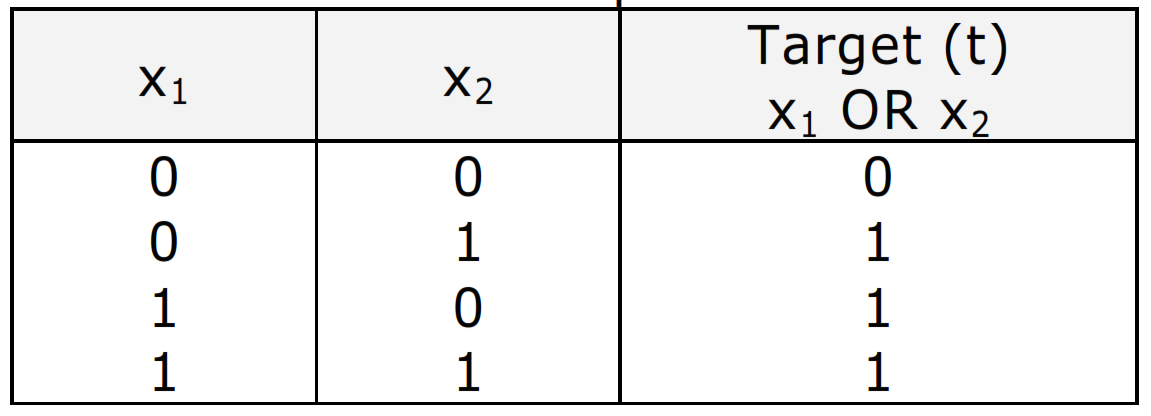 x₁ x₂ Target (t)
x₁ OR x₂
0 0 0
0 1 1
1 0 1
1 1 1